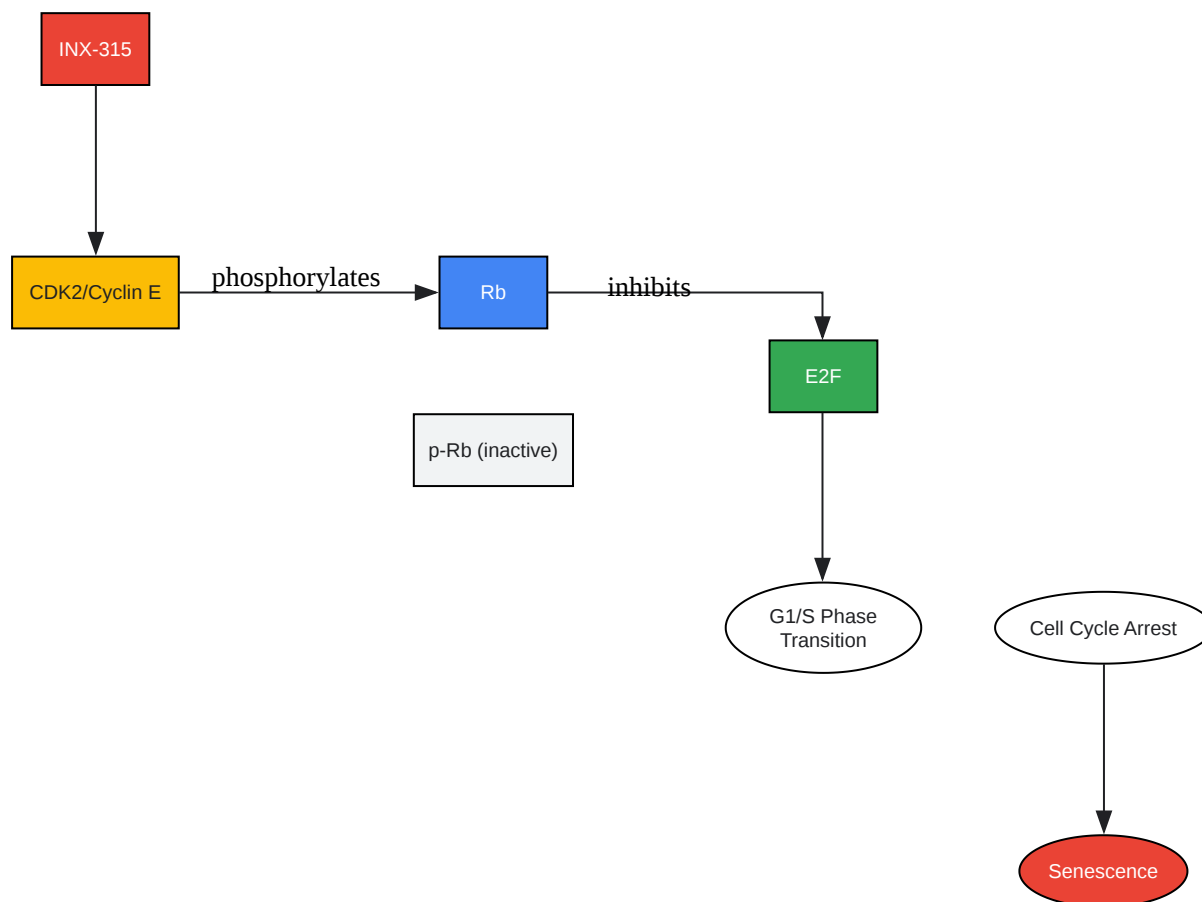 INX-315
CDK2/Cyclin E
phosphorylates
Rb
inhibits
E2F
p-Rb (inactive)
G1/S Phase
Transition
Cell Cycle Arrest
Senescence